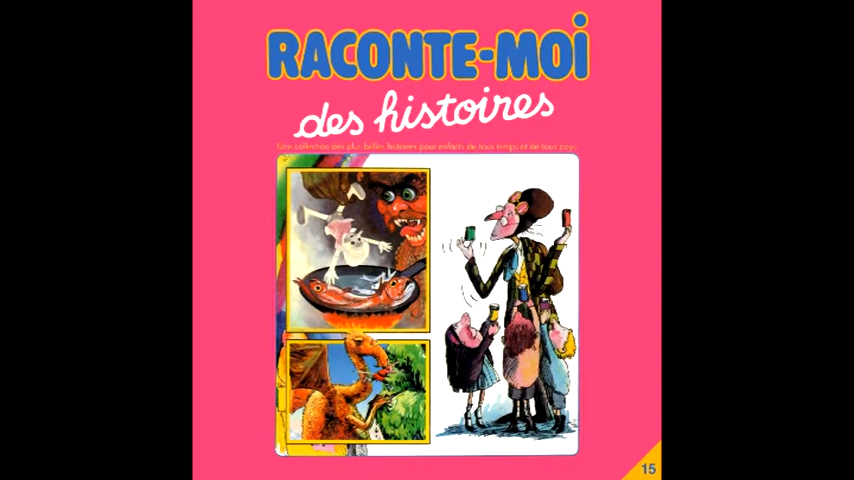 RACONTE-MOI
des histoires
Une collection des plus belles histoires pour enfants de tous temps et de tous pays
15